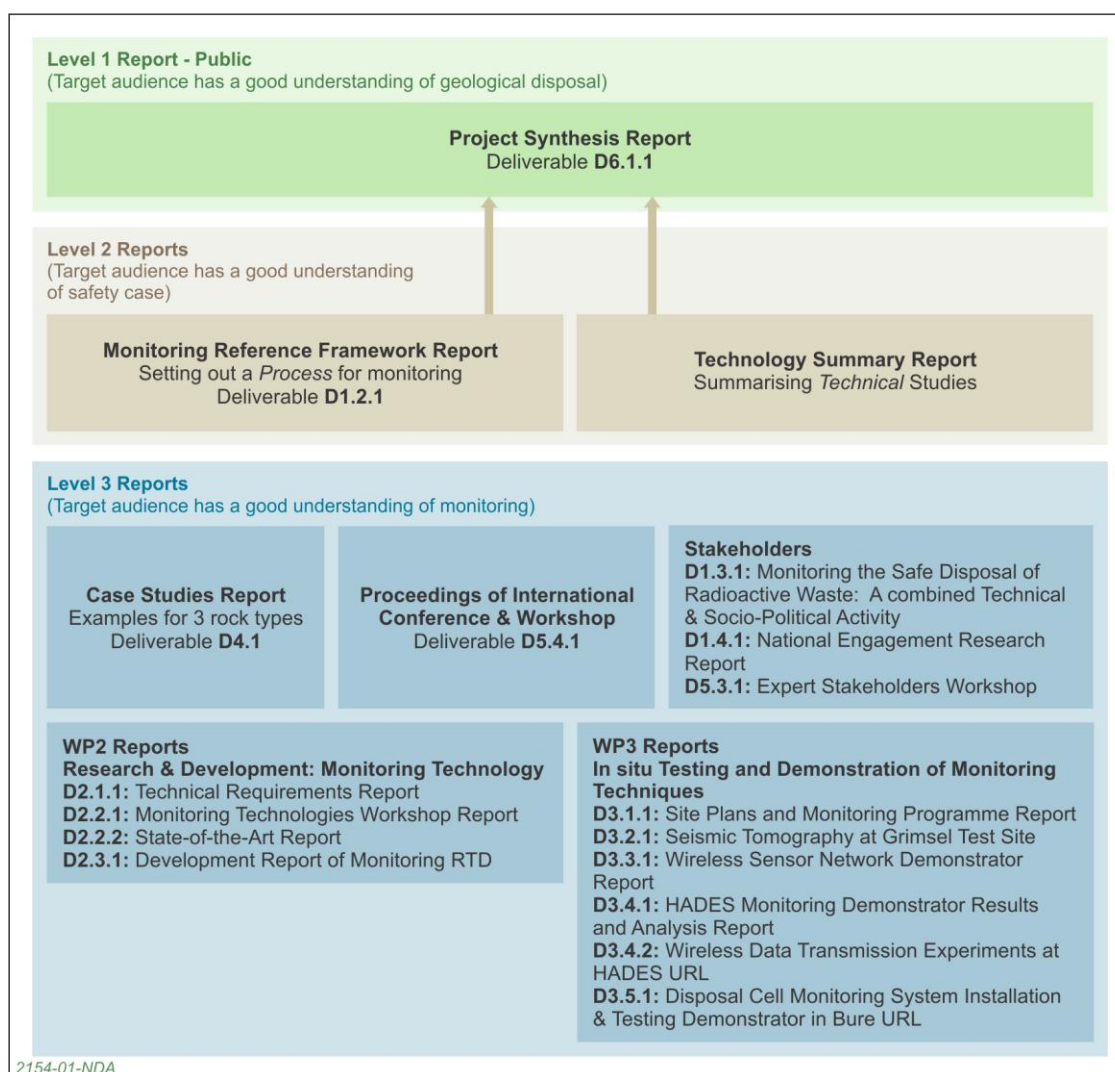 Level 1 Report - Public
(Target audience has a good understanding of geological disposal)
Project Synthesis Report
Deliverable D6.1.1
Level 2 Reports
(Target audience has a good understanding
of safety case)
Monitoring Reference Framework Report
Setting out a Process for monitoring
Deliverable D1.2.1
Technology Summary Report
Summarising Technical Studies
Level 3 Reports
(Target audience has a good understanding of monitoring)
Case Studies Report
Examples for 3 rock types
Deliverable D4.1
Proceedings of International
Conference & Workshop
Deliverable D5.4.1
Stakeholders
D1.3.1: Monitoring the Safe Disposal of
Radioactive Waste: A combined Technical
& Socio-Political Activity
D1.4.1: National Engagement Research
Report
D5.3.1: Expert Stakeholders Workshop
WP2 Reports
Research & Development: Monitoring Technology
D2.1.1: Technical Requirements Report
D2.2.1: Monitoring Technologies Workshop Report
D2.2.2: State-of-the-Art Report
D2.3.1: Development Report of Monitoring RTD
WP3 Reports
In situ Testing and Demonstration of Monitoring
Techniques
D3.1.1: Site Plans and Monitoring Programme Report
D3.2.1: Seismic Tomography at Grimsel Test Site
D3.3.1: Wireless Sensor Network Demonstrator
Report
D3.4.1: HADES Monitoring Demonstrator Results
and Analysis Report
D3.4.2: Wireless Data Transmission Experiments at
HADES URL
D3.5.1: Disposal Cell Monitoring System Installation
& Testing Demonstrator in Bure URL
2154-01-NDA